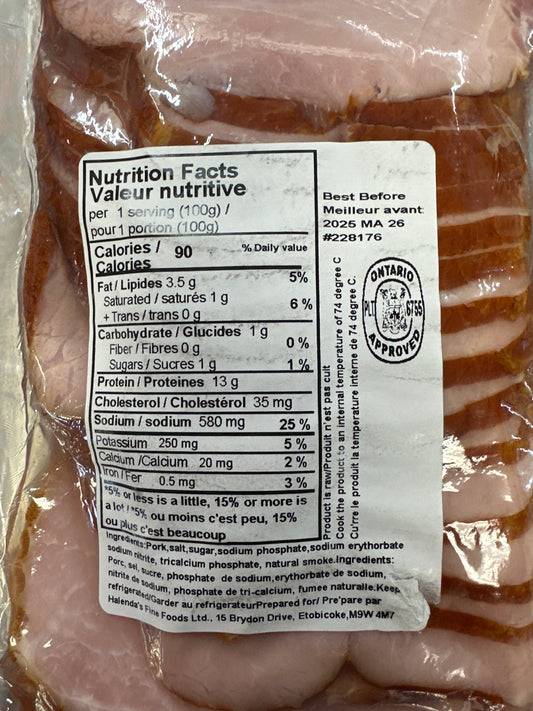 Nutrition Facts
Valeur nutritive
per 1 serving (100g) /
pour 1 portion (100g)
Calories / 90 % Daily value
Calories
Fat / Lipides 3.5 g 5%
Saturated / saturés 1 g 6 %
+ Trans / trans 0 g
Carbohydrate / Glucides 1 g
Fiber / Fibres 0 g 0 %
Sugars / Sucres 1 g 1 %
Protein / Proteines 13 g
Cholesterol / Cholestérol 35 mg
Sodium / sodium 580 mg 25 %
Potassium 250 mg 5 %
Calcium /Calcium 20 mg 2 %
Iron / Fer 0.5 mg 3 %
*5% or less is a little, 15% or more is
a lot / *5% ou moins c'est peu, 15%
ou plus c'est beaucoup
Best Before
Meilleur avant
2025 MA 26
#228176
ONTARIO
PLT 6755
APPROVED
Product is raw/Produit n'est pas cuit
Cook the product to an internal temperature of 74 degree C
Cu'rre le produit la temperature interne de 74 degree C.
Ingredients:Pork,salt,sugar,sodium phosphate,sodium erythorbate
sodium nitrite, tricalcium phosphate, natural smoke.Ingredients:
Porc, sel, sucre, phosphate de sodium,erythorbate de sodium,
nitrite de sodium, phosphate de tri-calcium, fumee naturalle.Keep
refrigerated/Garder au refrigerateurPrepared for/ Pre'pare par
Halenda's Fine Foods Ltd., 15 Brydon Drive, Etobicoke,M9W 4M7